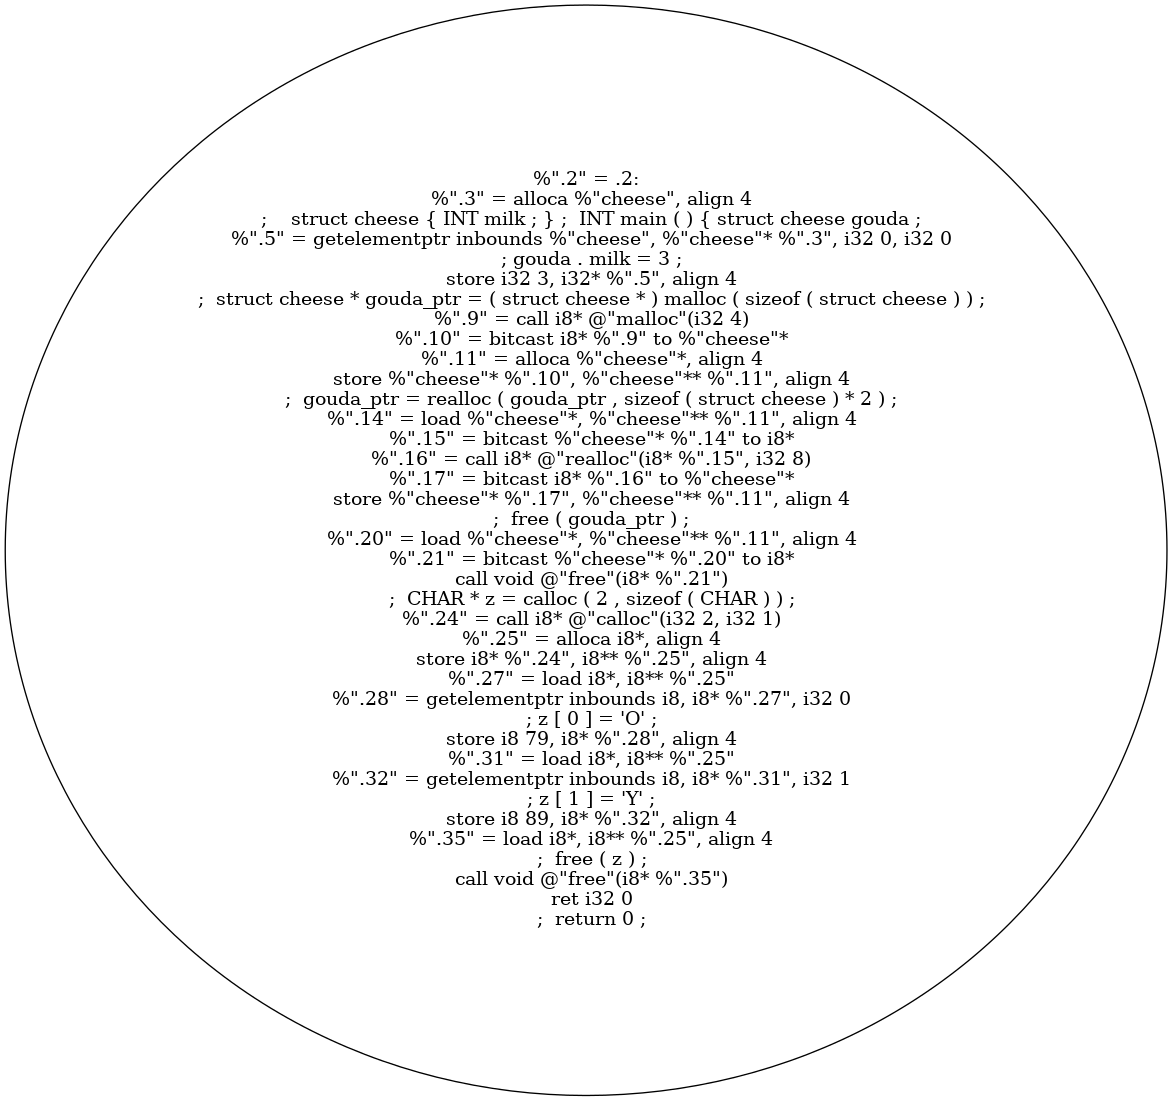 %".2" = .2:
%".3" = alloca %"cheese", align 4
;    struct cheese { INT milk ; } ;  INT main ( ) { struct cheese gouda ;
%".5" = getelementptr inbounds %"cheese", %"cheese"* %".3", i32 0, i32 0
; gouda . milk = 3 ;
store i32 3, i32* %".5", align 4
;  struct cheese * gouda_ptr = ( struct cheese * ) malloc ( sizeof ( struct cheese ) ) ;
%".9" = call i8* @"malloc"(i32 4)
%".10" = bitcast i8* %".9" to %"cheese"*
%".11" = alloca %"cheese"*, align 4
store %"cheese"* %".10", %"cheese"** %".11", align 4
;  gouda_ptr = realloc ( gouda_ptr , sizeof ( struct cheese ) * 2 ) ;
%".14" = load %"cheese"*, %"cheese"** %".11", align 4
%".15" = bitcast %"cheese"* %".14" to i8*
%".16" = call i8* @"realloc"(i8* %".15", i32 8)
%".17" = bitcast i8* %".16" to %"cheese"*
store %"cheese"* %".17", %"cheese"** %".11", align 4
;  free ( gouda_ptr ) ;
%".20" = load %"cheese"*, %"cheese"** %".11", align 4
%".21" = bitcast %"cheese"* %".20" to i8*
call void @"free"(i8* %".21")
;  CHAR * z = calloc ( 2 , sizeof ( CHAR ) ) ;
%".24" = call i8* @"calloc"(i32 2, i32 1)
%".25" = alloca i8*, align 4
store i8* %".24", i8** %".25", align 4
%".27" = load i8*, i8** %".25"
%".28" = getelementptr inbounds i8, i8* %".27", i32 0
; z [ 0 ] = 'O' ;
store i8 79, i8* %".28", align 4
%".31" = load i8*, i8** %".25"
%".32" = getelementptr inbounds i8, i8* %".31", i32 1
; z [ 1 ] = 'Y' ;
store i8 89, i8* %".32", align 4
%".35" = load i8*, i8** %".25", align 4
;  free ( z ) ;
call void @"free"(i8* %".35")
ret i32 0
;  return 0 ;